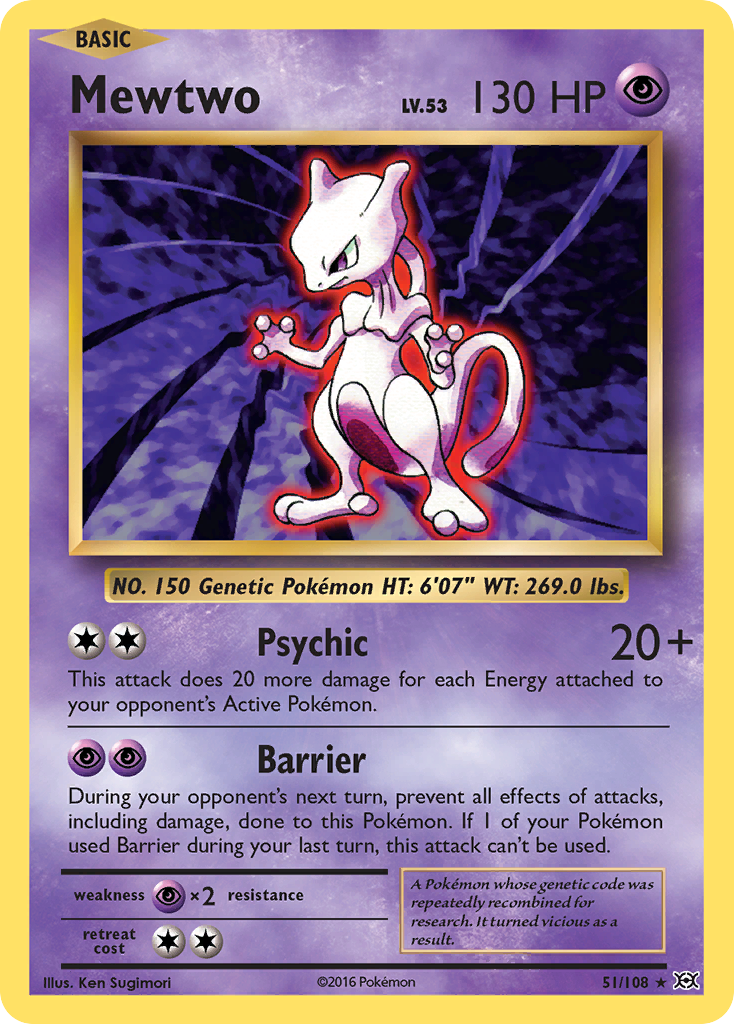 BASIC
Mewtwo LV.53 130 HP
NO. 150 Genetic Pokémon HT: 6'07" WT: 269.0 lbs.
Psychic 20+
This attack does 20 more damage for each Energy attached to
your opponent's Active Pokémon.
Barrier
During your opponent's next turn, prevent all effects of attacks,
including damage, done to this Pokémon. If 1 of your Pokémon
used Barrier during your last turn, this attack can't be used.
weakness ×2 resistance
retreat
cost
A Pokémon whose genetic code was
repeatedly recombined for
research. It turned vicious as a
result.
Illus. Ken Sugimori ©2016 Pokémon 51/108 ★